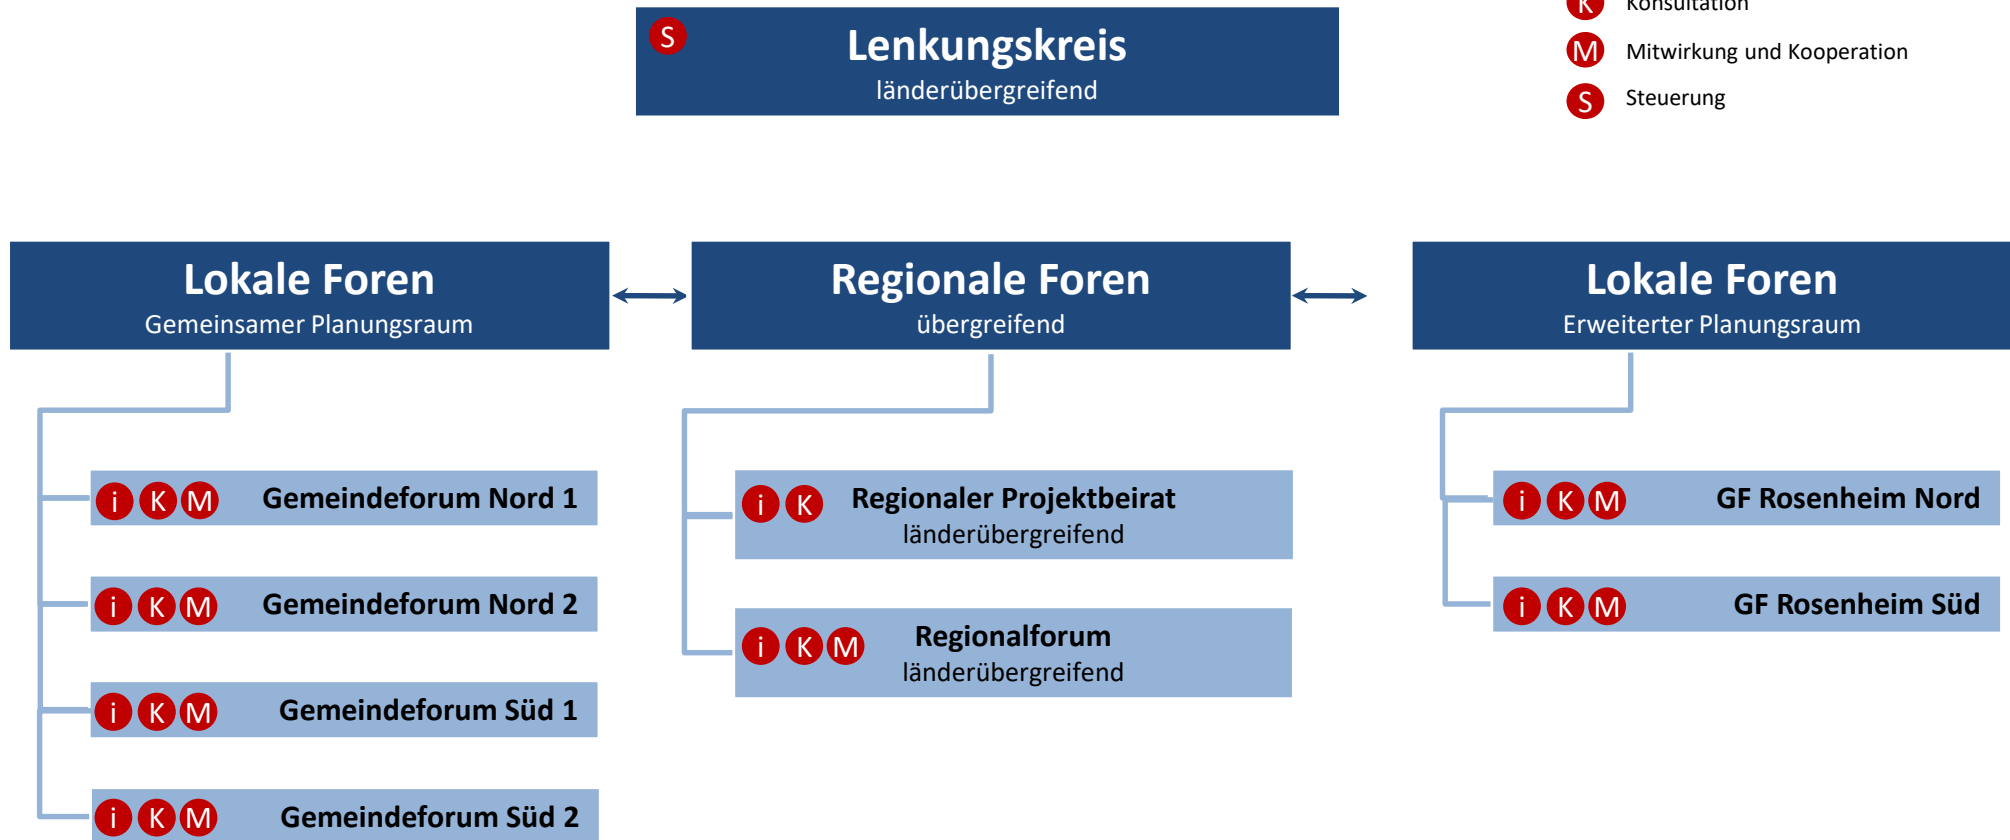 K Konsultation
S Lenkungskreis
länderübergreifend
M Mitwirkung und Kooperation
S Steuerung
Lokale Foren
Gemeinsamer Planungsraum
Regionale Foren
übergreifend
Lokale Foren
Erweiterter Planungsraum
i K M Gemeindeforum Nord 1
i K M Gemeindeforum Nord 2
i K M Gemeindeforum Süd 1
i K M Gemeindeforum Süd 2
i K Regionaler Projektbeirat
länderübergreifend
i K M Regionalforum
länderübergreifend
i K M GF Rosenheim Nord
i K M GF Rosenheim Süd